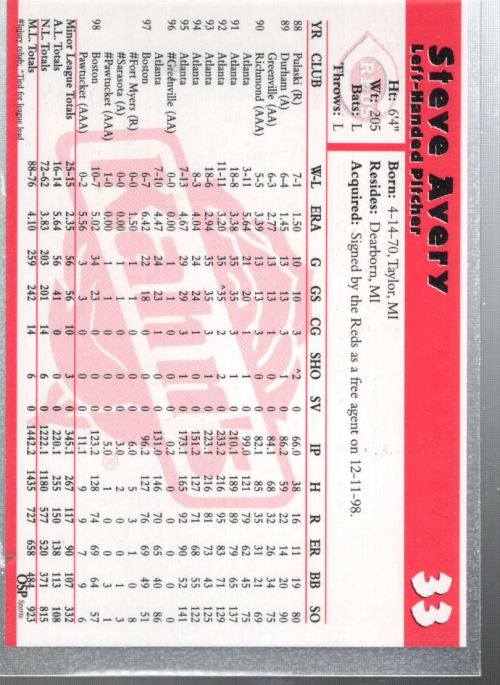 Steve Avery
33
Left-Handed Pitcher
REDS
Ht: 6'4"
Wt: 205
Bats: L
Throws: L
Born: 4-14-70, Taylor, MI
Resides: Dearborn, MI
Acquired: Signed by the Reds as a free agent on 12-11-98.
YR CLUB W-L ERA G GS CG SHO SV IP H R ER BB SO
88 Pulaski (R) 7-1 1.50 10 10 3 ^2 0 66.0 38 16 11 19 80
89 Durham (A) 6-4 1.45 13 13 3 1 0 86.2 59 22 14 20 90
Greenville (AA) 6-3 2.77 13 13 1 0 0 84.1 68 32 26 34 75
90 Richmond (AAA) 5-5 3.39 13 13 3 0 0 82.1 85 35 31 21 69
Atlanta 3-11 5.64 21 20 1 1 0 99.0 121 79 62 45 75
91 Atlanta 18-8 3.38 35 35 3 1 0 210.1 189 89 79 65 137
92 Atlanta 11-11 3.20 35 ^35 2 2 0 233.2 216 95 83 71 129
93 Atlanta 18-6 2.94 35 35 3 1 0 223.1 216 81 73 43 125
94 Atlanta 8-3 4.04 24 24 1 0 0 151.2 127 71 68 55 122
95 Atlanta 7-13 4.67 29 29 3 1 0 173.1 165 92 90 52 141
96 #Greenville (AA) 0-0 0.00 1 1 0 0 0 0.2
Atlanta 7-10 4.47 24 23 1 0 0 131.0 146 70 65 40 86
97 Boston 6-7 6.42 22 18 0 0 0 96.2 127 76 69 49 51
#Fort Myers (R) 0-0 1.50 1 1 0 0 0 6.0 5 3 1 0 8
#Sarasota (A) 0-0 0.00 1 1 0 0 0 3.0 2 0 0
#Pawtucket (AAA) 1-0 0.00 1 1 0 0 0 5.0 1 0 0 3 1
98 Boston 10-7 5.02 34 23 0 0 0 123.2 128 74 69 64 57
Pawtucket (AAA) 0-2 5.56 3 3 0 0 0 11.1 9 9 7 9 6
Minor League Totals 25-15 2.35 56 56 10 3 0 345.1 267 117 90 107 332
A.L. Totals 16-14 5.64 56 41 0 0 0 220.1 255 150 138 113 108
N.L. Totals 72-62 3.83 203 201 14 6 0 1222.1 1180 577 520 371 815
M.L. Totals 88-76 4.10 259 242 14 6 0 1442.2 1435 727 658 484 923
#Injury rehab. ^Tied for league lead
QSP Sports
KAHN'S
®